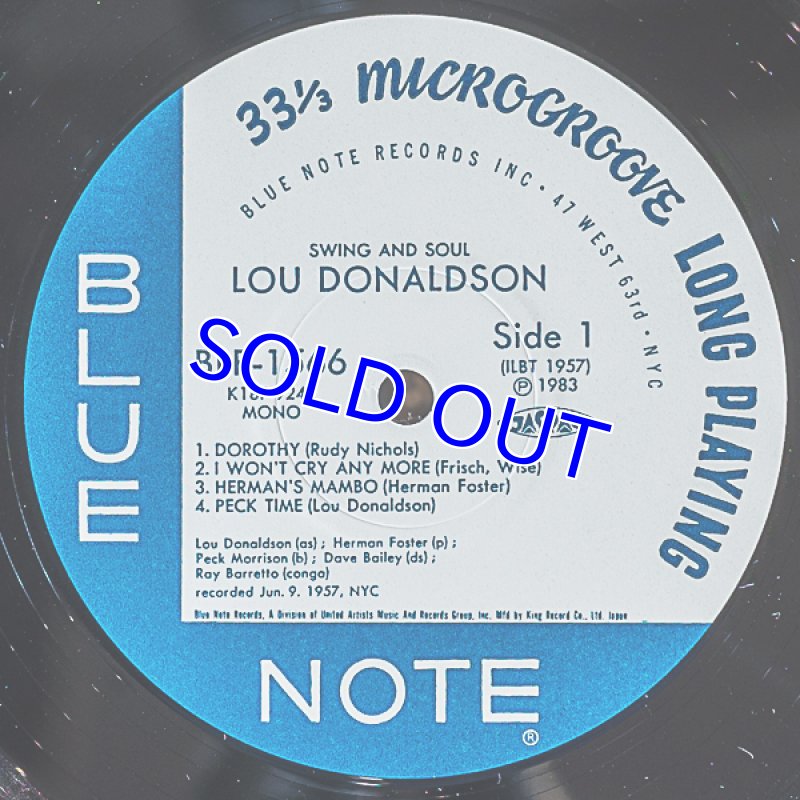 33⅓ MICROGROOVE LONG PLAYING
BLUE NOTE RECORDS INC • 47 WEST 63rd • NYC
SWING AND SOUL
LOU DONALDSON
Side 1
(ILBT 1957)
Ⓟ 1983
MONO
SOLD OUT
1. DOROTHY (Rudy Nichols)
2. I WON'T CRY ANY MORE (Frisch, Wise)
3. HERMAN'S MAMBO (Herman Foster)
4. PECK TIME (Lou Donaldson)
Lou Donaldson (as) ; Herman Foster (p) ;
Peck Morrison (b) ; Dave Bailey (ds) ;
Ray Barretto (conga)
recorded Jun. 9. 1957, NYC
Blue Note Records, A Division of United Artists Music And Records Group, Inc. Mfd by King Record Co., Ltd. Japan
BLUE
NOTE
®